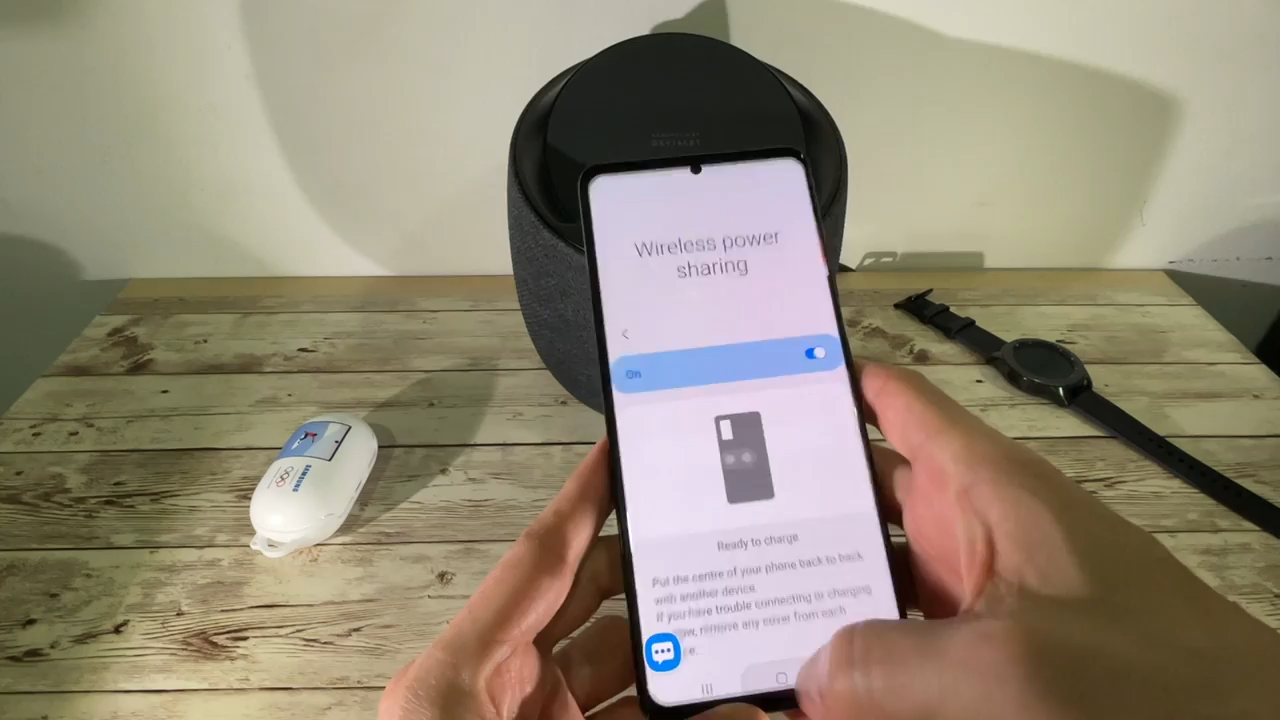 DEVIALET
Wireless power
sharing
On
Ready to charge
Put the centre of your phone back to back
with another device.
If you have trouble connecting or charging
remove any cover from each
SAMSUNG